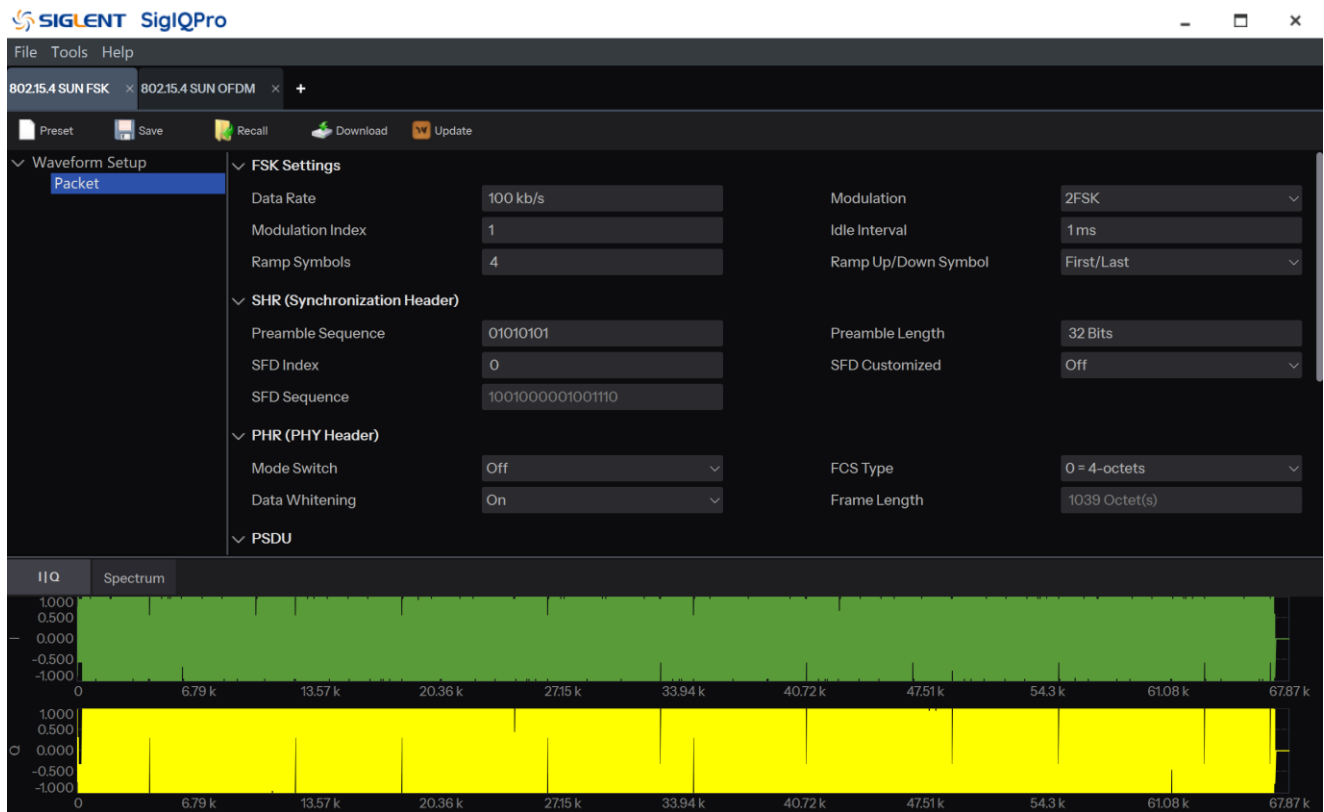 SIGLENT SigIQPro
File Tools Help
802.15.4 SUN FSK × 802.15.4 SUN OFDM × +
Preset Save Recall Download Update
Waveform Setup
Packet
FSK Settings
Data Rate 100 kb/s Modulation 2FSK
Modulation Index 1 Idle Interval 1 ms
Ramp Symbols 4 Ramp Up/Down Symbol First/Last
SHR (Synchronization Header)
Preamble Sequence 01010101 Preamble Length 32 Bits
SFD Index 0 SFD Customized Off
SFD Sequence 1001000001001110
PHR (PHY Header)
Mode Switch Off FCS Type 0 = 4-octets
Data Whitening On Frame Length 1039 Octet(s)
PSDU
I|Q Spectrum
1.000
0.500
I 0.000
-0.500
-1.000
0 6.79 k 13.57 k 20.36 k 27.15 k 33.94 k 40.72 k 47.51 k 54.3 k 61.08 k 67.87 k
1.000
0.500
Q 0.000
-0.500
-1.000
0 6.79 k 13.57 k 20.36 k 27.15 k 33.94 k 40.72 k 47.51 k 54.3 k 61.08 k 67.87 k